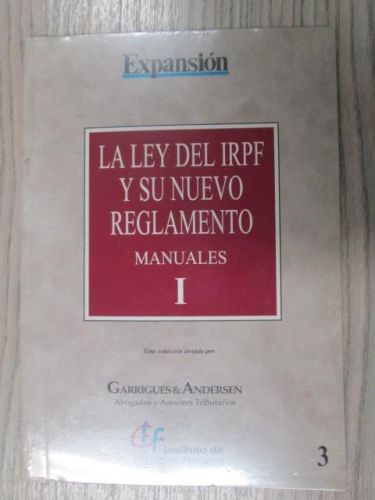 Expansión
LA LEY DEL IRPF
Y SU NUEVO
REGLAMENTO
MANUALES
I
Una colección dirigida por:
GARRIGUES & ANDERSEN
Abogados y Asesores Tributarios
instituto de
3